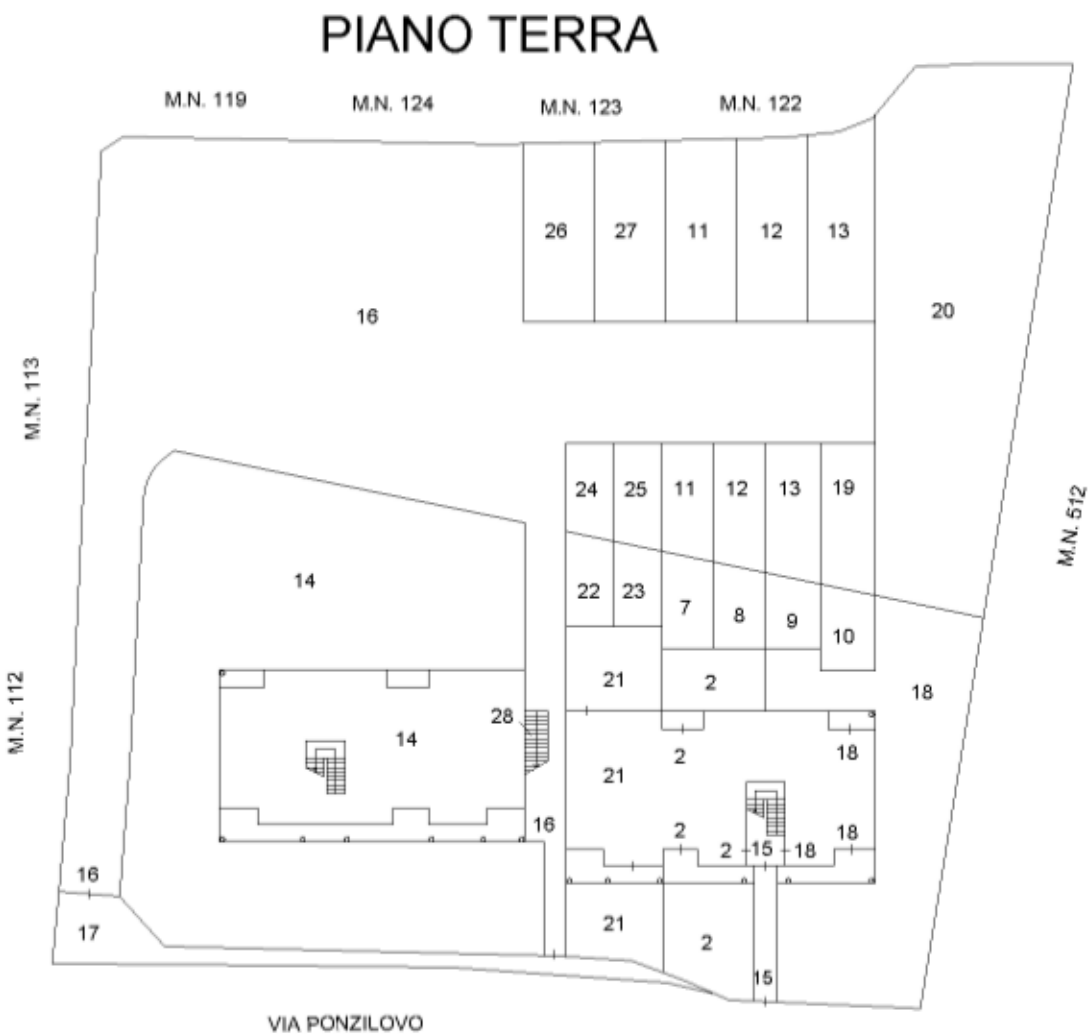 PIANO TERRA
M.N. 119 M.N. 124 M.N. 123 M.N. 122
26 27 11 12 13
20
16
M.N. 113
24 25 11 12 13 19
M.N. 512
14
22 23 7 8 9
10
21 2 18
M.N. 112
28
14
21 2 18
16
2 2 15 18 18
16
17
21
2
15
VIA PONZILOVO